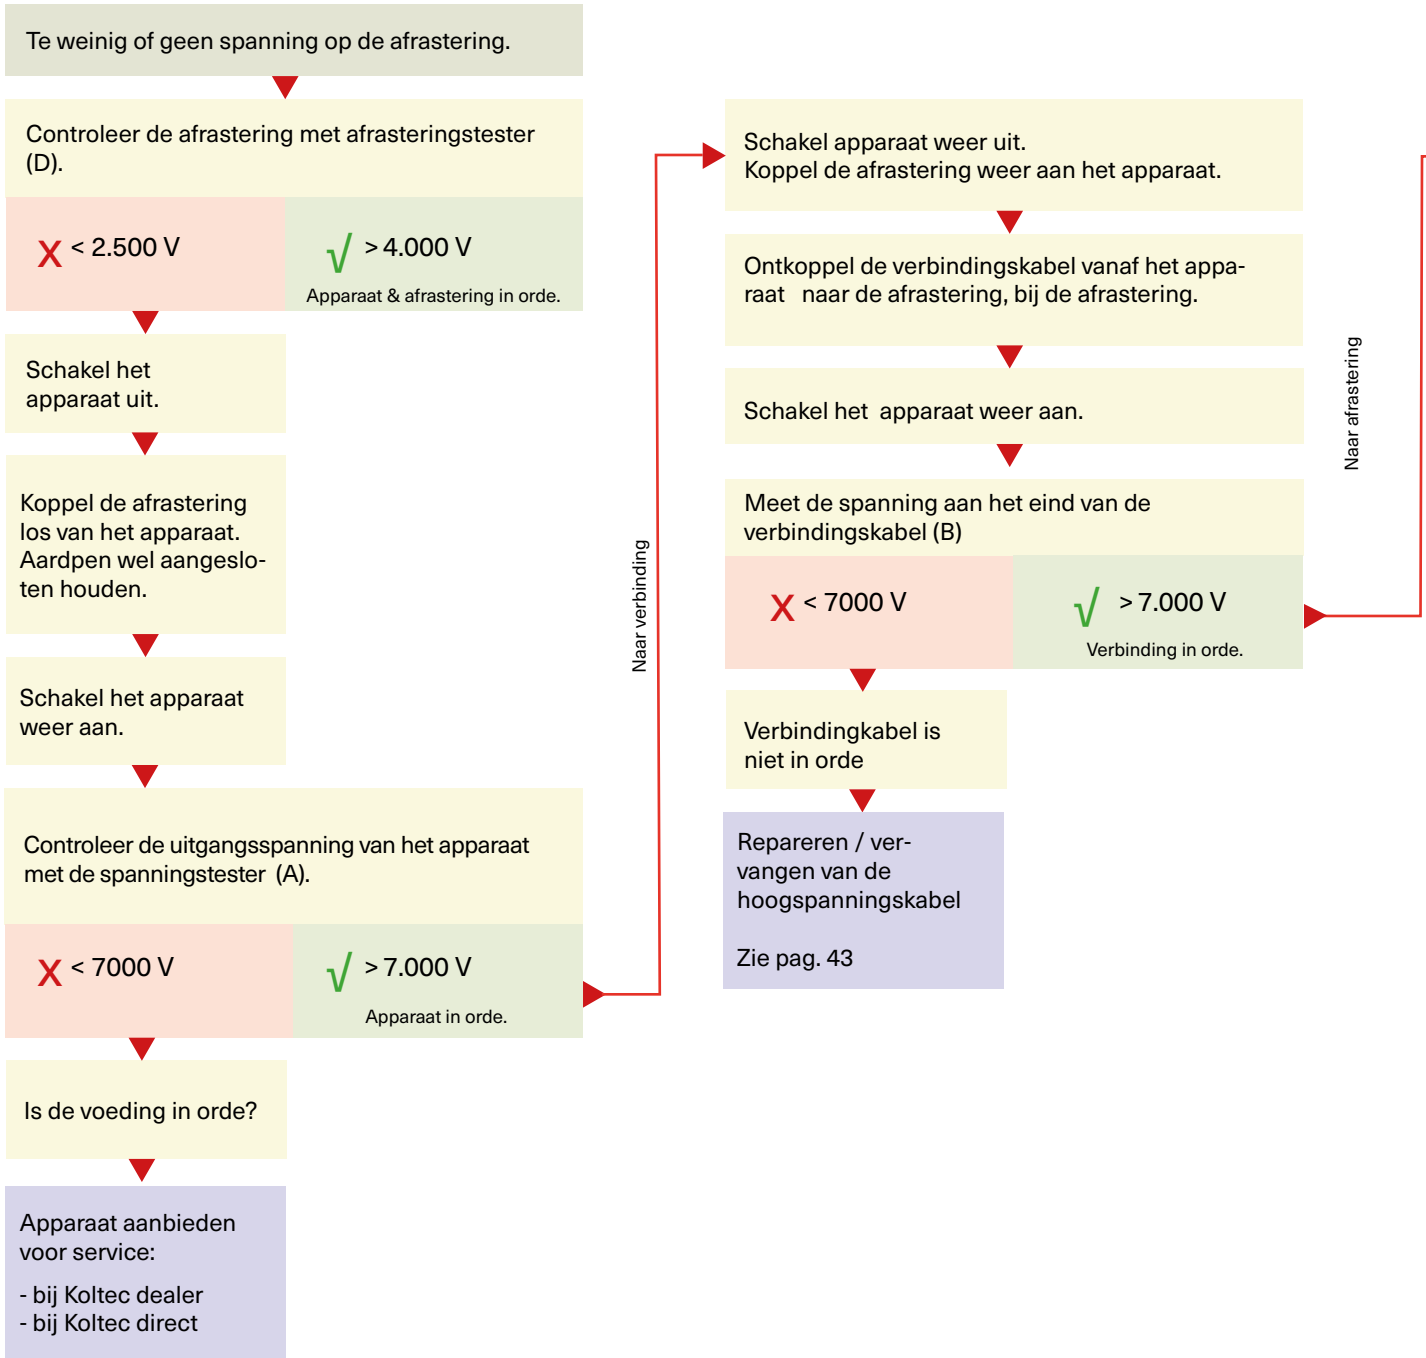 Te weinig of geen spanning op de afrastering.
Controleer de afrastering met afrasteringstester
(D).
X < 2.500 V
√ > 4.000 V
Apparaat & afrastering in orde.
Schakel het
apparaat uit.
Koppel de afrastering
los van het apparaat.
Aardpen wel aangeslo-
ten houden.
Schakel het apparaat
weer aan.
Controleer de uitgangsspanning van het apparaat
met de spanningstester (A).
X < 7000 V
√ > 7.000 V
Apparaat in orde.
Is de voeding in orde?
Apparaat aanbieden
voor service:
- bij Koltec dealer
- bij Koltec direct
Naar verbinding
Schakel apparaat weer uit.
Koppel de afrastering weer aan het apparaat.
Ontkoppel de verbindingskabel vanaf het appa-
raat naar de afrastering, bij de afrastering.
Schakel het apparaat weer aan.
Meet de spanning aan het eind van de
verbindingskabel (B)
X < 7000 V
√ > 7.000 V
Verbinding in orde.
Verbindingkabel is
niet in orde
Repareren / ver-
vangen van de
hoogspanningskabel
Zie pag. 43
Naar afrastering